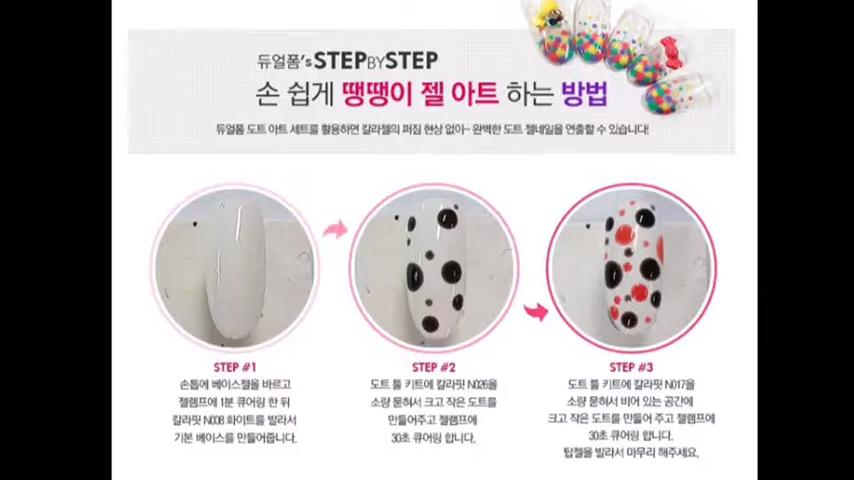 듀얼폼's STEPBYSTEP
손 쉽게 땡땡이 젤 아트 하는 방법
듀얼폼 도트 아트 세트를 활용하면 칼라젤의 퍼짐 현상 없이~ 완벽한 도트 젤네일을 연출할 수 있습니다!
STEP #1
손톱에 베이스젤을 바르고
젤램프에 1분 큐어링 한 뒤
칼라핏 N008 화이트를 발라서
기본 베이스를 만들어줍니다.
STEP #2
도트 툴 키트에 칼라핏 N026을
소량 묻혀서 크고 작은 도트를
만들어주고 젤램프에
30초 큐어링 합니다.
STEP #3
도트 툴 키트에 칼라핏 N017을
소량 묻혀서 비어 있는 공간에
크고 작은 도트를 만들어 주고 젤램프에
30초 큐어링 합니다.
탑젤을 발라서 마무리 해주세요.